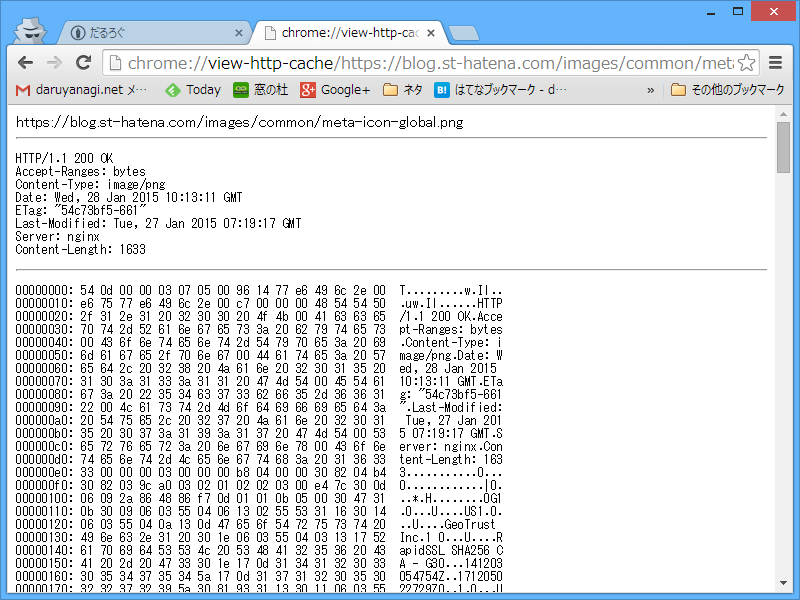 だるろぐ
chrome://view-http-cac
chrome://view-http-cache/https://blog.st-hatena.com/images/common/meta
daruyanagi.net メ…
Today
窓の杜
Google+
ネタ
はてなブックマーク - d…
»
その他のブックマーク
https://blog.st-hatena.com/images/common/meta-icon-global.png
HTTP/1.1 200 OK
Accept-Ranges: bytes
Content-Type: image/png
Date: Wed, 28 Jan 2015 10:13:11 GMT
ETag: "54c73bf5-661"
Last-Modified: Tue, 27 Jan 2015 07:19:17 GMT
Server: nginx
Content-Length: 1633
00000000: 54 0d 00 00 03 07 05 00 96 14 77 e6 49 6c 2e 00  T.........w.Il..
00000010: e6 75 77 e6 49 6c 2e 00 c7 00 00 00 48 54 54 50  .uw.Il......HTTP
00000020: 2f 31 2e 31 20 32 30 30 20 4f 4b 00 41 63 63 65  /1.1 200 OK.Acce
00000030: 70 74 2d 52 61 6e 67 65 73 3a 20 62 79 74 65 73  pt-Ranges: bytes
00000040: 00 43 6f 6e 74 65 6e 74 2d 54 79 70 65 3a 20 69  .Content-Type: i
00000050: 6d 61 67 65 2f 70 6e 67 00 44 61 74 65 3a 20 57  mage/png.Date: W
00000060: 65 64 2c 20 32 38 20 4a 61 6e 20 32 30 31 35 20  ed, 28 Jan 2015
00000070: 31 30 3a 31 33 3a 31 31 20 47 4d 54 00 45 54 61  10:13:11 GMT.ETa
00000080: 67 3a 20 22 35 34 63 37 33 62 66 35 2d 36 36 31  g: "54c73bf5-661
00000090: 22 00 4c 61 73 74 2d 4d 6f 64 69 66 69 65 64 3a  ".Last-Modified:
000000a0: 20 54 75 65 2c 20 32 37 20 4a 61 6e 20 32 30 31   Tue, 27 Jan 201
000000b0: 35 20 30 37 3a 31 39 3a 31 37 20 47 4d 54 00 53  5 07:19:17 GMT.S
000000c0: 65 72 76 65 72 3a 20 6e 67 69 6e 78 00 43 6f 6e  erver: nginx.Con
000000d0: 74 65 6e 74 2d 4c 65 6e 67 74 68 3a 20 31 36 33  tent-Length: 163
000000e0: 33 00 00 00 00 03 00 00 00 b8 04 00 00 30 82 04 b4  3...........0...
000000f0: 30 82 03 9c a0 03 02 01 02 02 03 00 e4 7c 30 0d  0............|0.
00000100: 06 09 2a 86 48 86 f7 0d 01 01 0b 05 00 30 47 31  ..*.H........0G1
00000110: 0b 30 09 06 03 55 04 06 13 02 55 53 31 16 30 14  .0...U....US1.0.
00000120: 06 03 55 04 0a 13 0d 47 65 6f 54 72 75 73 74 20  ..U....GeoTrust
00000130: 49 6e 63 2e 31 20 30 1e 06 03 55 04 03 13 17 52  Inc.1 0...U....R
00000140: 61 70 69 64 53 53 4c 20 53 48 41 32 35 36 20 43  apidSSL SHA256 C
00000150: 41 20 2d 20 47 33 30 1e 17 0d 31 34 31 32 30 33  A - G30...141203
00000160: 30 35 34 37 35 34 5a 17 0d 31 37 31 32 30 35 30  054754Z..1712050
00000170: 32 32 37 32 39 5a 30 81 93 31 13 30 11 06 03 55  2272970..1.0...U